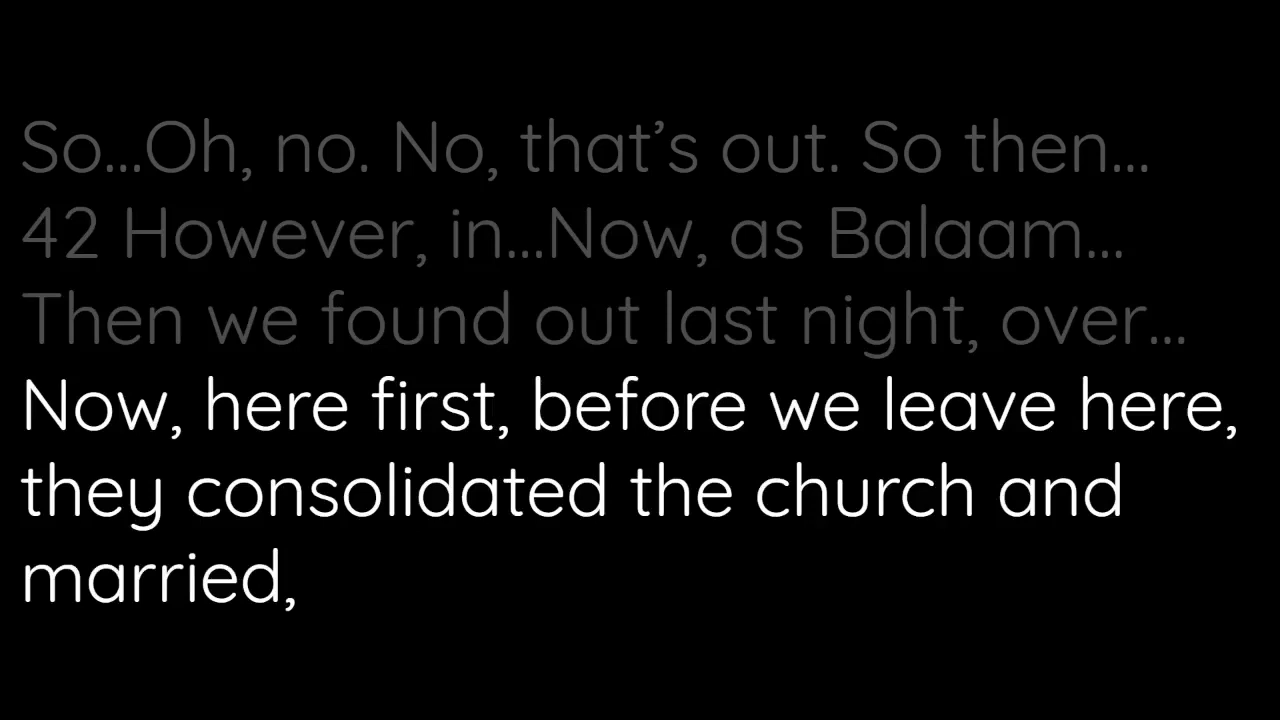 So...Oh, no. No, that’s out. So then...
42 However, in...Now, as Balaam...
Then we found out last night, over...
Now, here first, before we leave here,
they consolidated the church and
married,